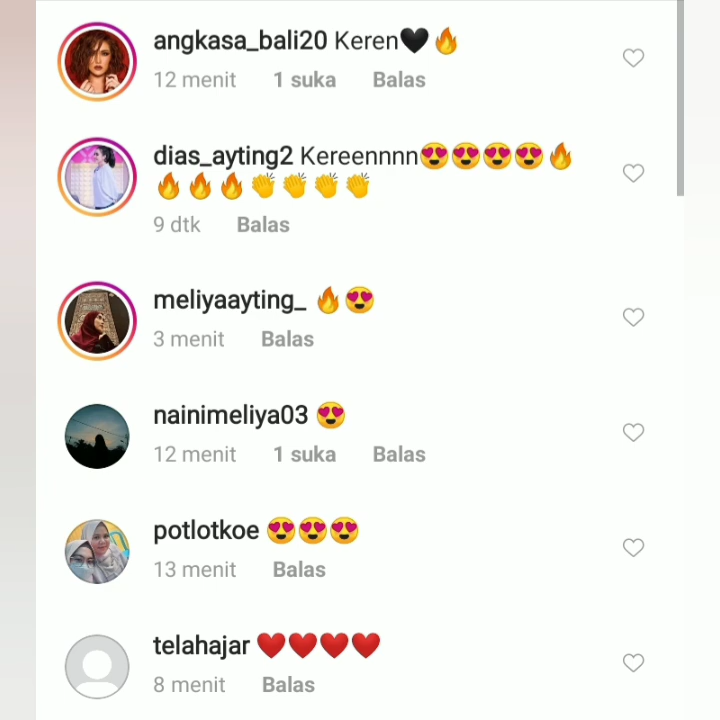 angkasa_bali20 Keren🖤🔥
12 menit 1 suka Balas
dias_ayting2 Kereennnn😍😍😍😍🔥
🔥🔥🔥👏👏👏👏
9 dtk Balas
meliyaayting_ 🔥😍
3 menit Balas
nainimeliya03 😍
12 menit 1 suka Balas
potlotkoe 😍😍😍
13 menit Balas
telahajar ❤️❤️❤️❤️
8 menit Balas